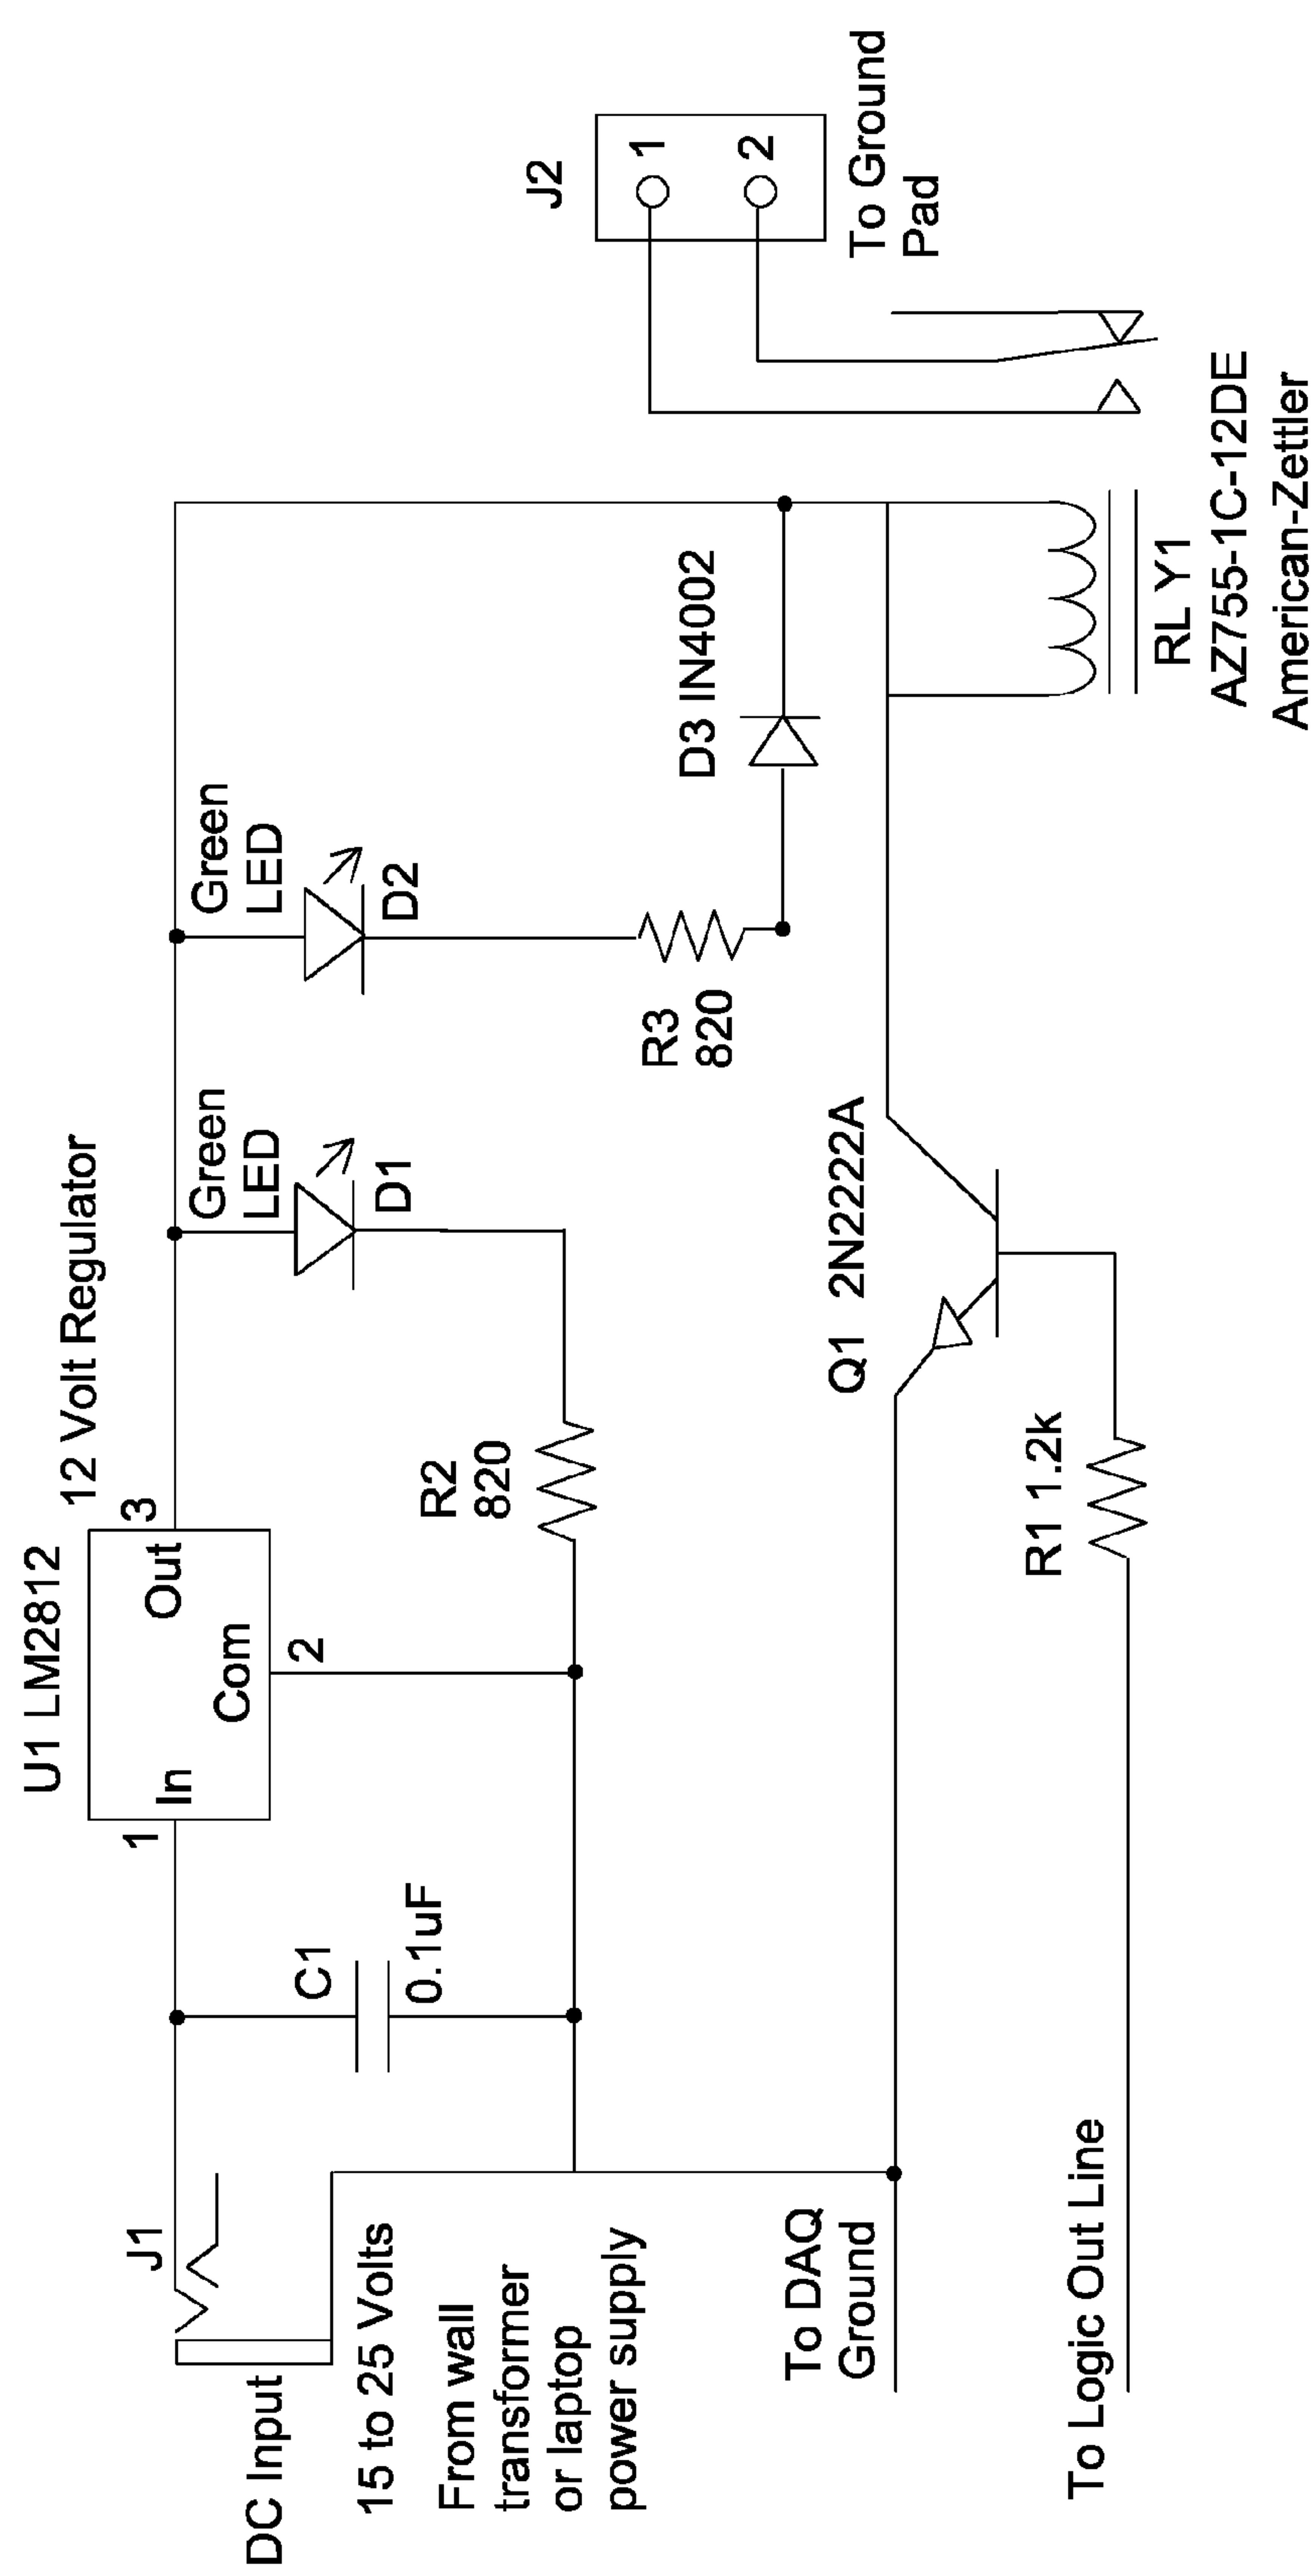 U1 LM2812
12 Volt Regulator
1
In
Out
3
Com
2
J1
DC Input
15 to 25 Volts
From wall
transformer
or laptop
power supply
C1
0.1uF
R2
820
Green
LED
D1
Green
LED
D2
R3
820
D3 IN4002
J2
1
2
To Ground
Pad
To DAQ
Ground
Q1 2N2222A
R1 1.2k
To Logic Out Line
RL Y1
AZ755-1C-12DE
American-Zettler